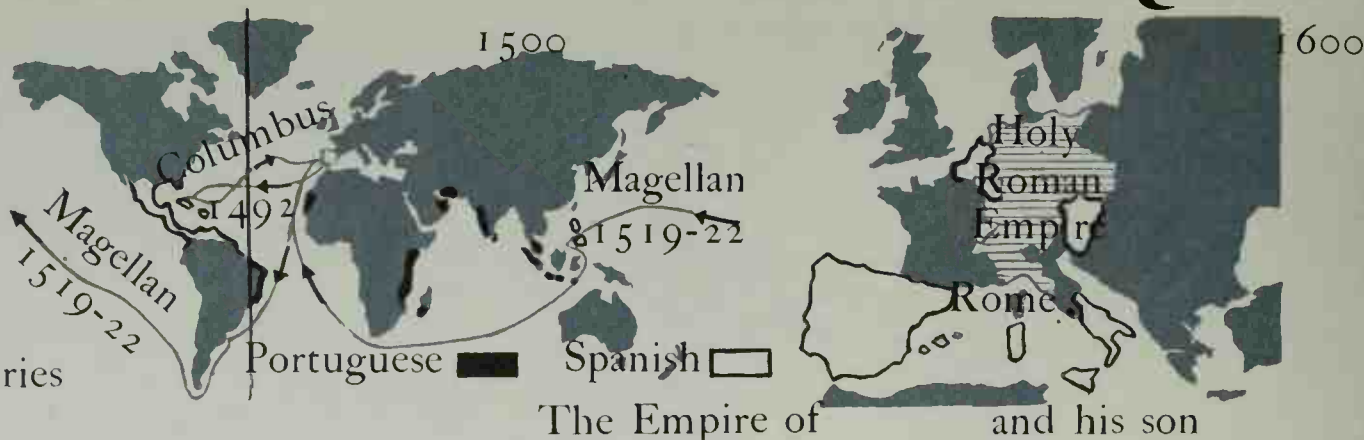 1500
1600
Columbus
1492
Magellan
1519-22
Magellan
1519-22
Holy
Roman
Empire
Rome
ries
Portuguese
Spanish
The Empire of and his son